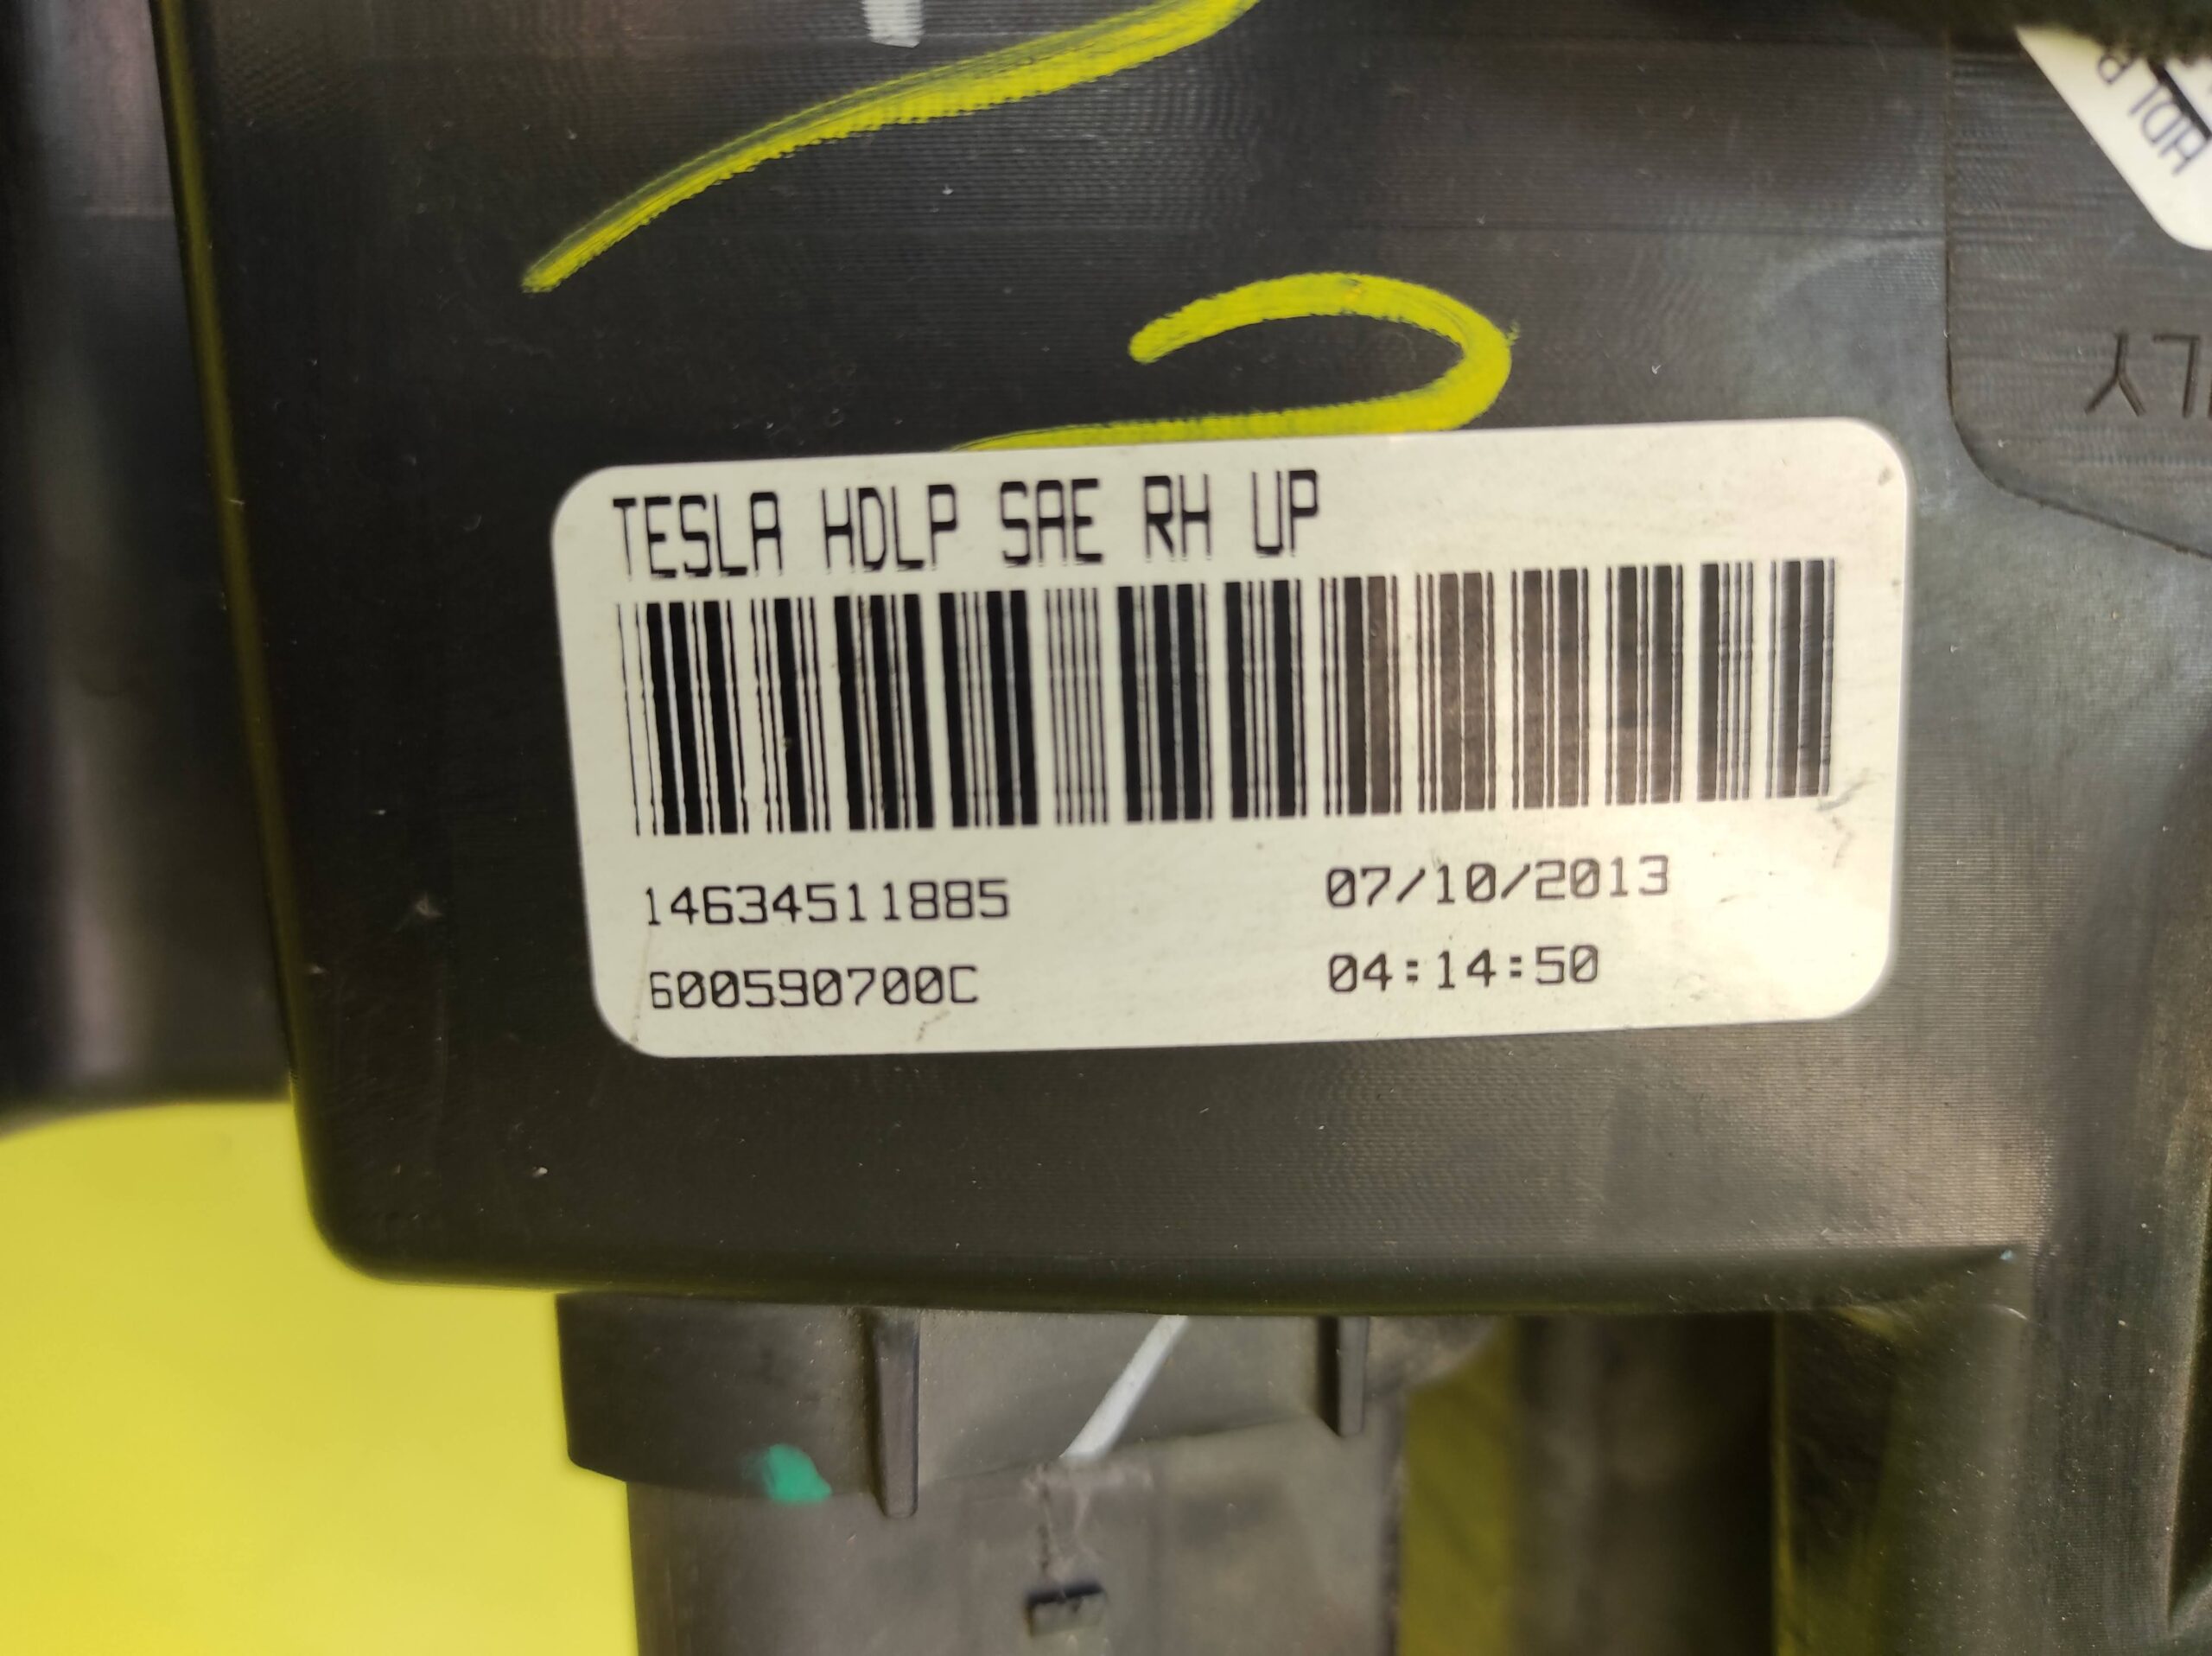 TESLA HDLP SAE RH UP
14634511885 07/10/2013
600590700C 04:14:50